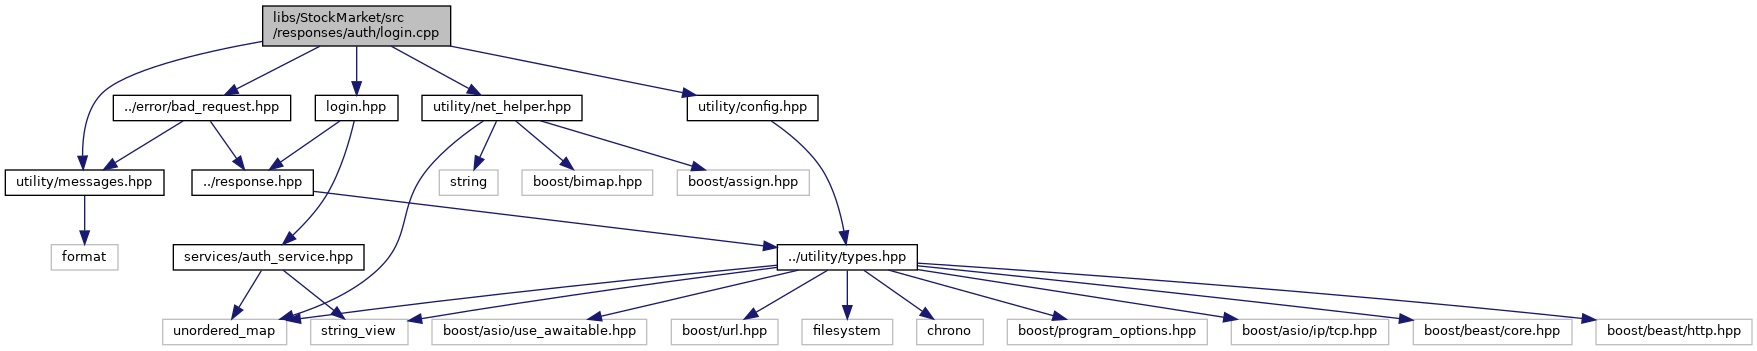 libs/StockMarket/src
/responses/auth/login.cpp
../error/bad_request.hpp
login.hpp
utility/net_helper.hpp
utility/config.hpp
utility/messages.hpp
../response.hpp
string
boost/bimap.hpp
boost/assign.hpp
format
services/auth_service.hpp
../utility/types.hpp
unordered_map
string_view
boost/asio/use_awaitable.hpp
boost/url.hpp
filesystem
chrono
boost/program_options.hpp
boost/asio/ip/tcp.hpp
boost/beast/core.hpp
boost/beast/http.hpp